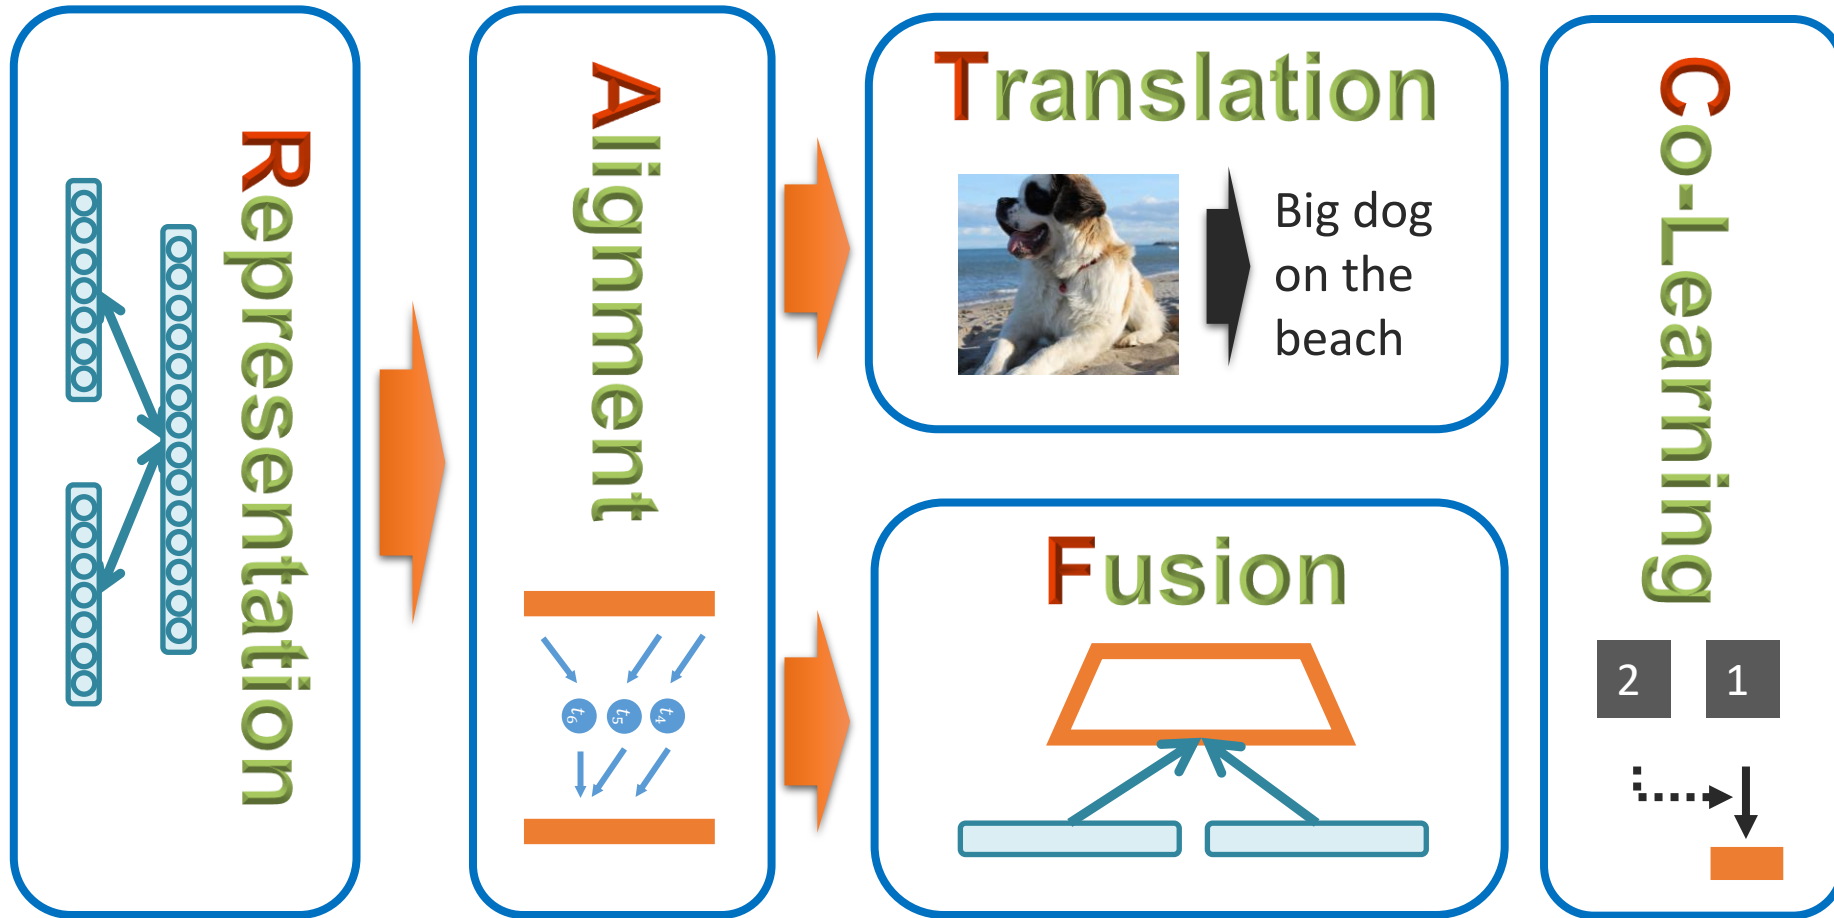 Representation
Alignment
t₆ t₅ t₄
Translation
Big dog
on the
beach
Fusion
Co-Learning
2 1